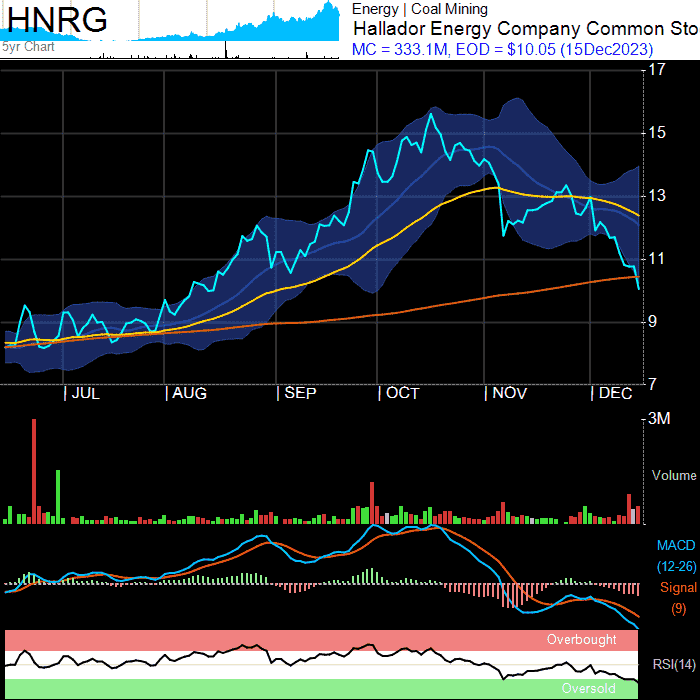 HNRG
5yr Chart
Energy | Coal Mining
Hallador Energy Company Common Sto
MC = 333.1M, EOD = $10.05 (15Dec2023)
17
15
13
11
9
7
| JUL | AUG | SEP | OCT | NOV | DEC
3M
Volume
MACD
(12-26)
Signal
(9)
Overbought
RSI(14)
Oversold